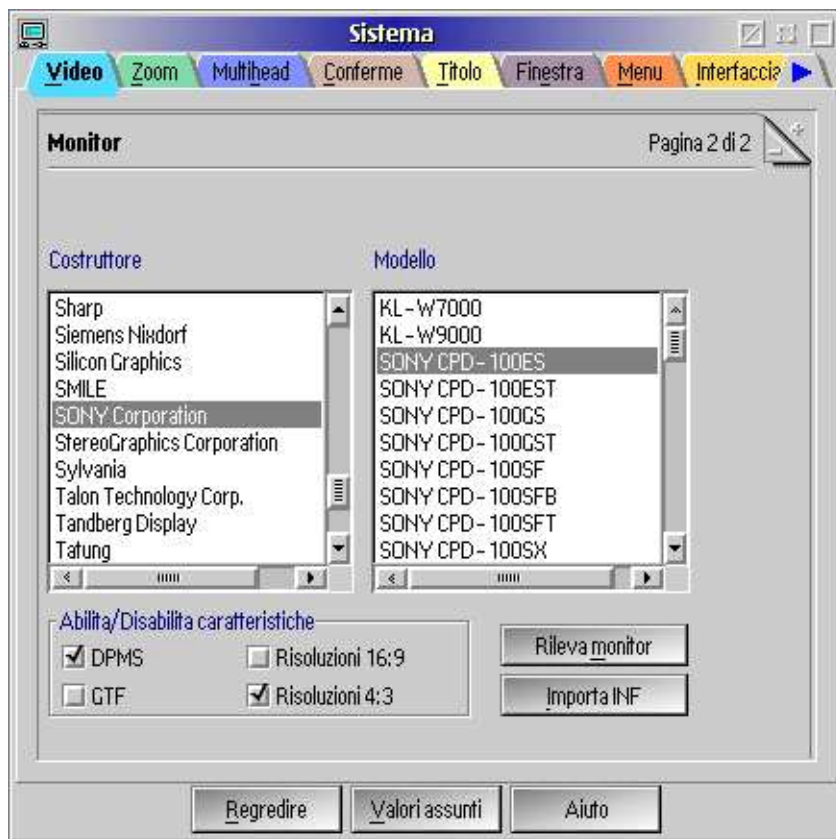 Sistema
Video Zoom Multihead Conferme Titolo Finestra Menu Interfaccia
Monitor
Pagina 2 di 2
Costruttore
Modello
Sharp
Siemens Nixdorf
Silicon Graphics
SMILE
SONY Corporation
StereoGraphics Corporation
Sylvania
Talon Technology Corp.
Tandberg Display
Tatung
KL-W7000
KL-W9000
SONY CPD-100ES
SONY CPD-100EST
SONY CPD-100GS
SONY CPD-100GST
SONY CPD-100SF
SONY CPD-100SFB
SONY CPD-100SFT
SONY CPD-100SX
Abilita/Disabilita caratteristiche
DPMS
Risoluzioni 16:9
GTF
Risoluzioni 4:3
Rileva monitor
Importa INF
Regredire
Valori assunti
Aiuto